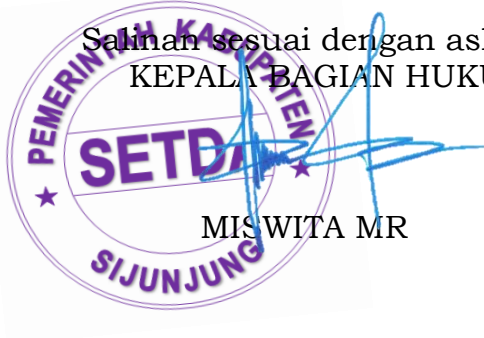 Salinan sesuai dengan asl
KEPALA BAGIAN HUKU
PEMERINTAH KABUPATEN
SETDA
SIJUNJUNG
MISWITA MR